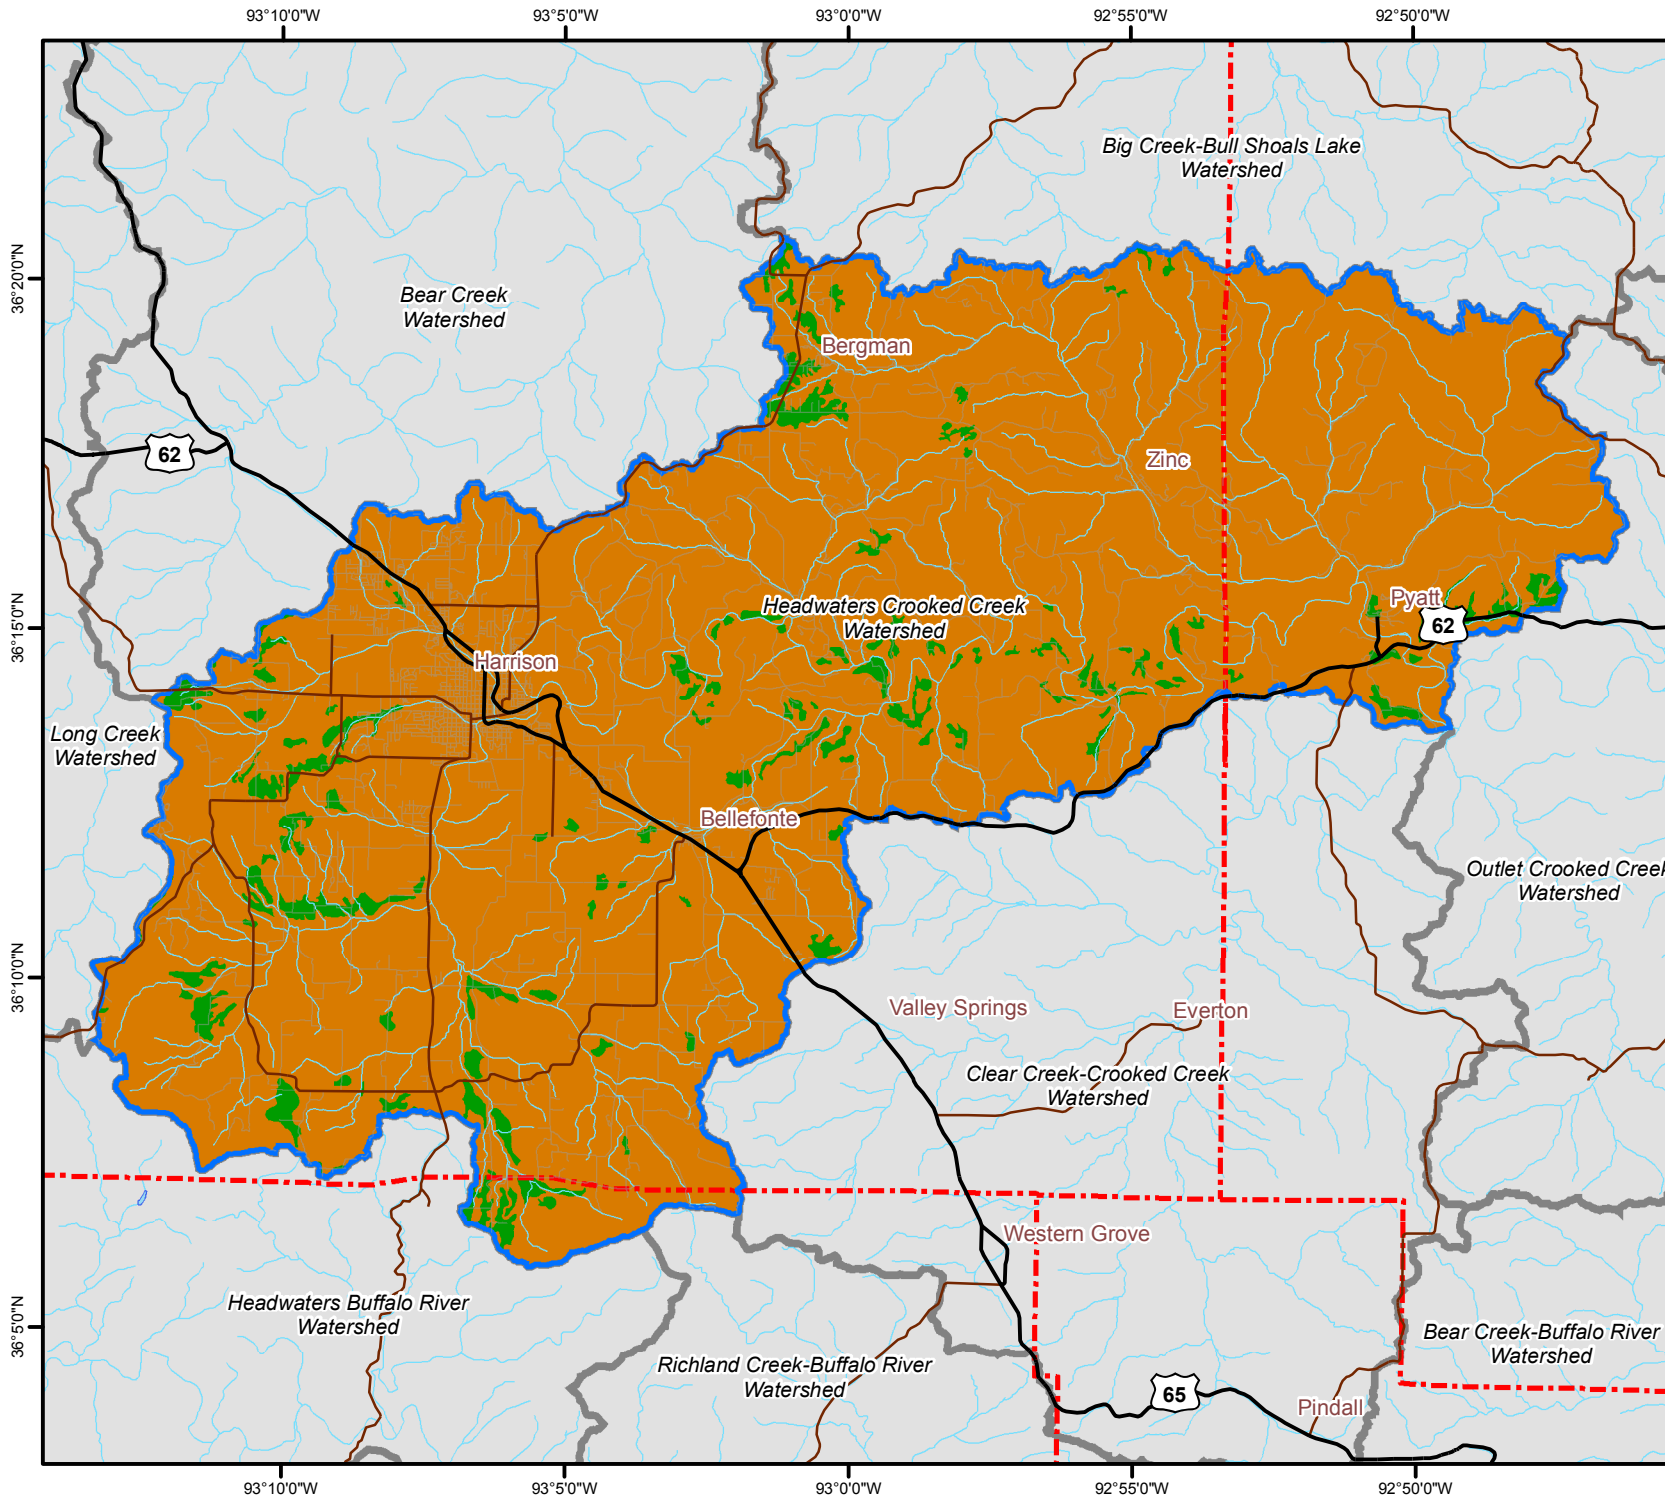 93°10'0"W
93°5'0"W
93°0'0"W
92°55'0"W
92°50'0"W
Big Creek-Bull Shoals Lake
Watershed
36°20'0"N
Bear Creek
Watershed
Bergman
62
Zinc
36°15'0"N
Pyatt
62
Headwaters Crooked Creek
Watershed
Harrison
Long Creek
Watershed
Bellefonte
Outlet Crooked Creek
Watershed
36°10'0"N
Valley Springs
Everton
Clear Creek-Crooked Creek
Watershed
Western Grove
36°5'0"N
Headwaters Buffalo River
Watershed
Bear Creek-Buffalo River
Watershed
Richland Creek-Buffalo River
Watershed
65
Pindall
93°10'0"W
93°5'0"W
93°0'0"W
92°55'0"W
92°50'0"W